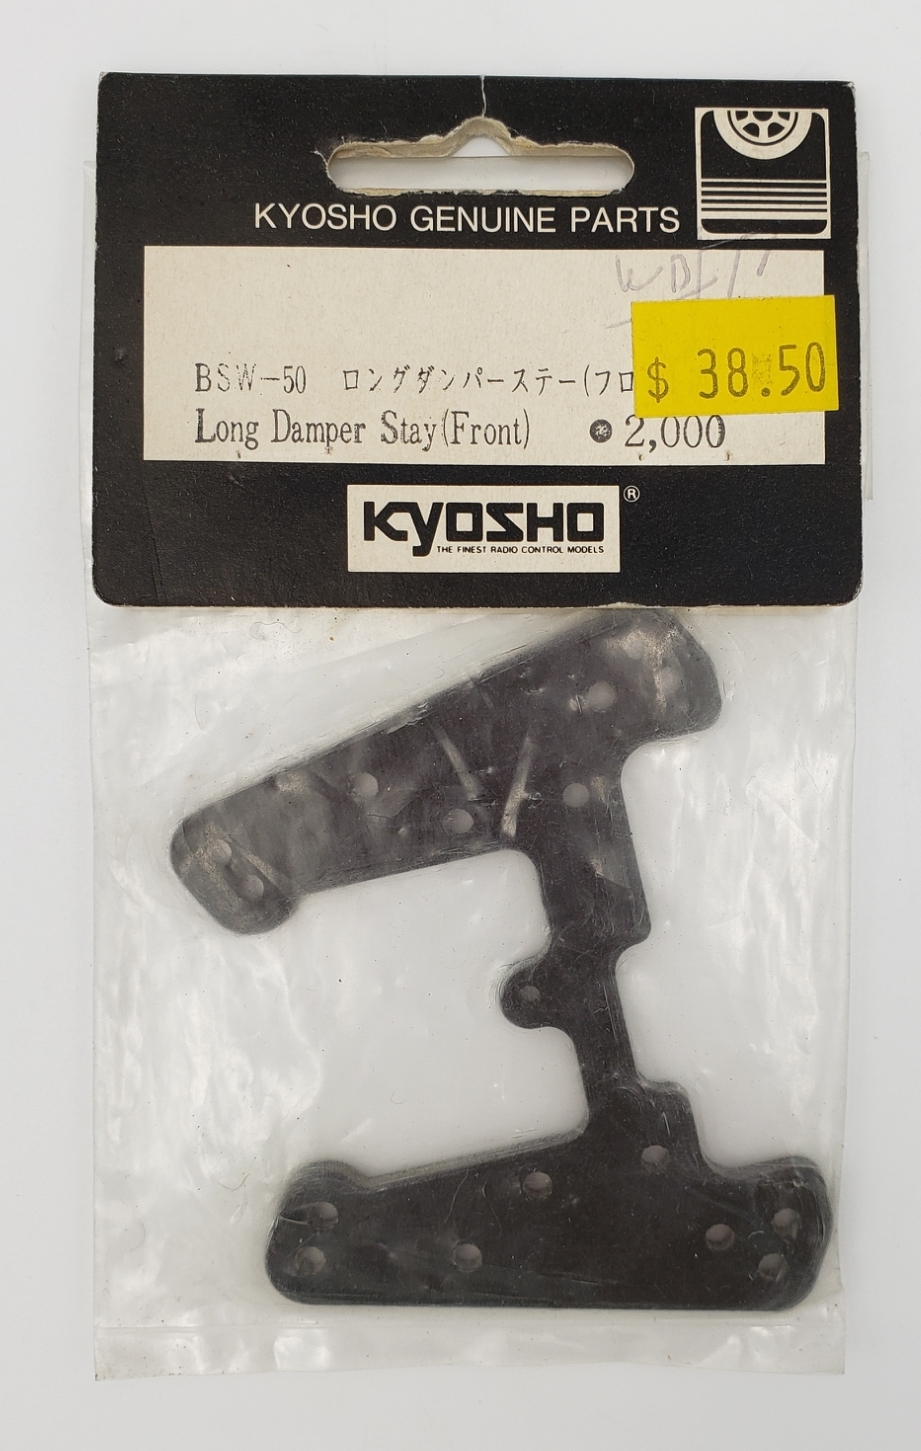 KYOSHO GENUINE PARTS
BSW-50 ロングダンパーステー(フロ
$ 38.50
Long Damper Stay(Front) ● 2,000
KYOSHO ®
THE FINEST RADIO CONTROL MODELS